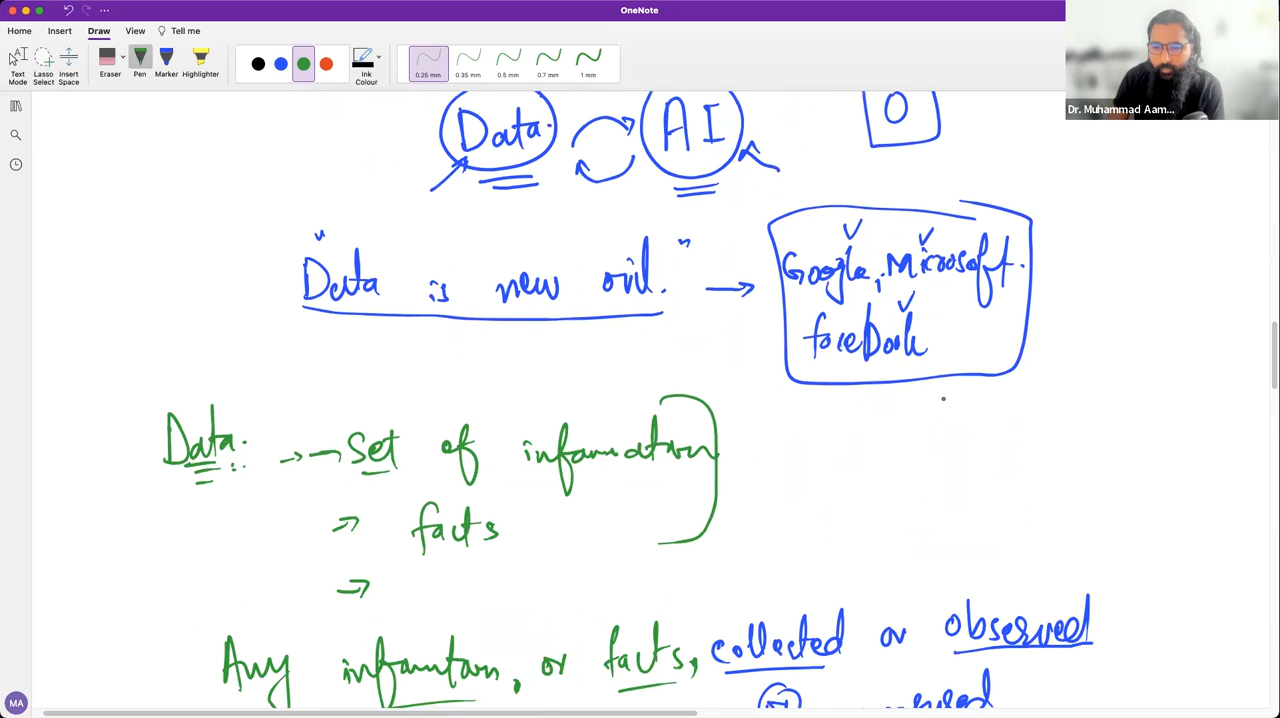 OneNote
Home Insert Draw View Tell me
Text Mode
Lasso Select
Insert Space
Eraser
Pen
Marker
Highlighter
Ink Colour
0.25 mm
0.35 mm
0.5 mm
0.7 mm
1 mm
Dr. Muhammad Aam...
Data. AI 0
"Data is new oil." → Google, Microsoft.
facebook
Data: → set of information
⇒ facts
⇒
Any information, or facts, collected or observed
MA